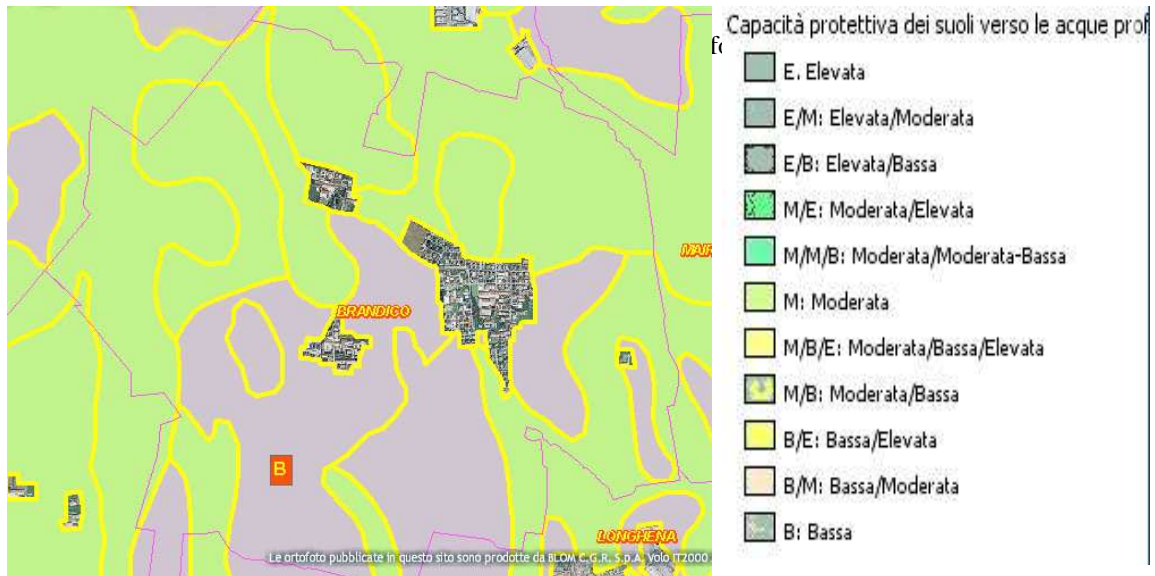 Capacità protettiva dei suoli verso le acque prof
E. Elevata
E/M: Elevata/Moderata
E/B: Elevata/Bassa
M/E: Moderata/Elevata
M/M/B: Moderata/Moderata-Bassa
M: Moderata
M/B/E: Moderata/Bassa/Elevata
M/B: Moderata/Bassa
B/E: Bassa/Elevata
B/M: Bassa/Moderata
B: Bassa
MAIR
BRANDICO
B
LONGHENA
Le ortofoto pubblicate in questo sito sono prodotte da BLOM C.G.R. S.p.A. Volo IT2000